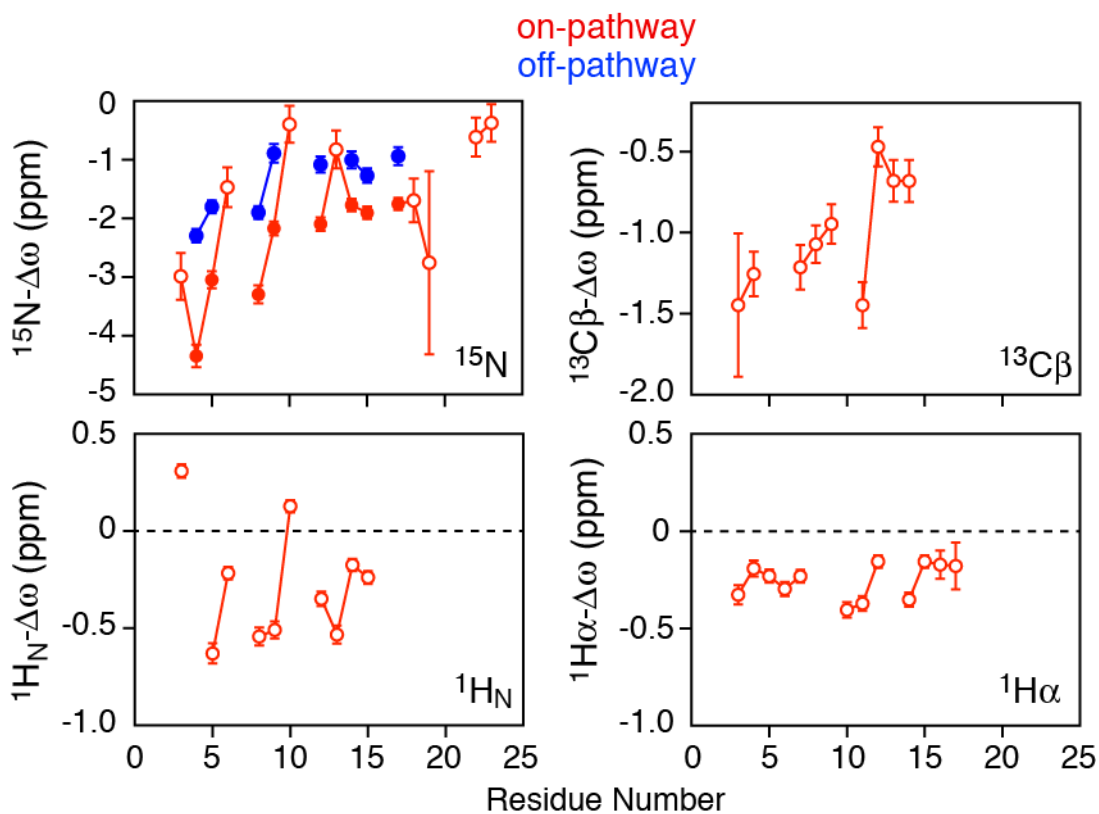 on-pathway
off-pathway
¹⁵N-Δω (ppm)
0
-1
-2
-3
-4
-5
¹⁵N
¹³Cβ-Δω (ppm)
-0.5
-1.0
-1.5
-2.0
¹³Cβ
¹H_N-Δω (ppm)
0.5
0
-0.5
-1.0
¹H_N
0 5 10 15 20 25
¹Hα-Δω (ppm)
0.5
0
-0.5
-1.0
¹Hα
0 5 10 15 20 25
Residue Number